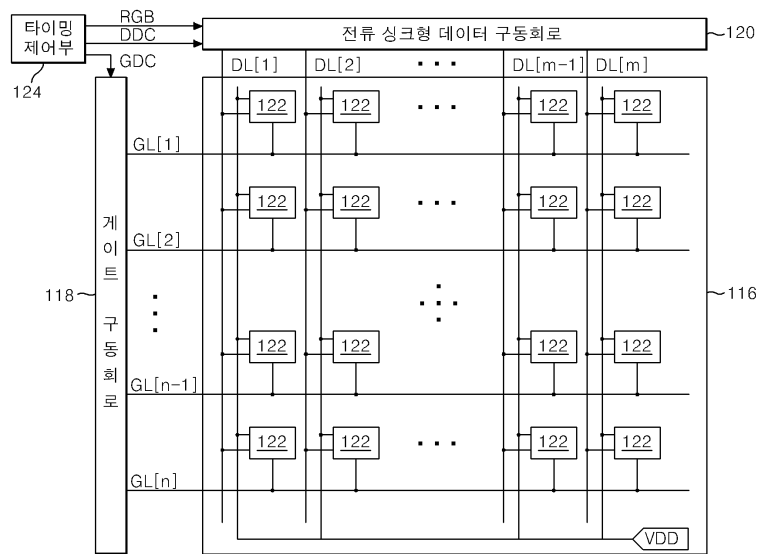 RGB
타이밍
제어부
DDC
GDC
124
전류 싱크형 데이터 구동회로
120
DL[1] DL[2] DL[m-1] DL[m]
122 122 122 122
GL[1]
122 122 122 122
GL[2]
게이트 구동회로
118
116
122 122 122 122
GL[n-1]
122 122 122 122
GL[n]
VDD